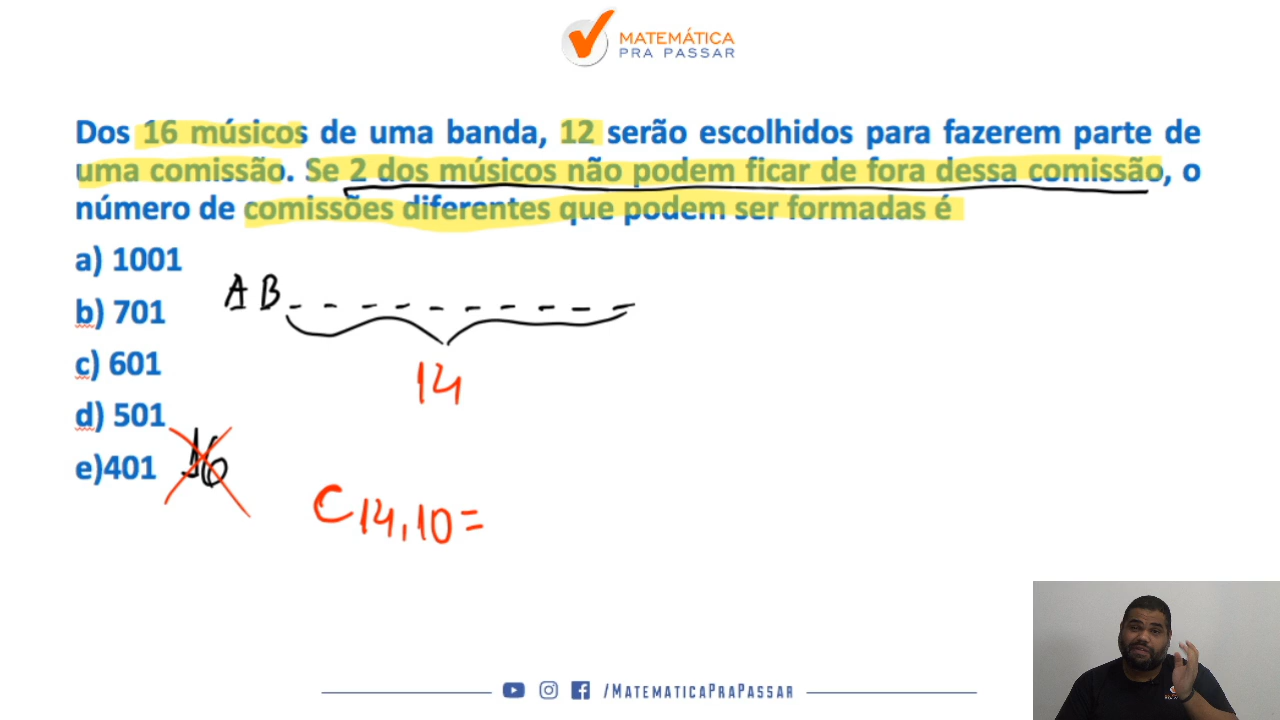 MATEMÁTICA
PRA PASSAR
Dos 16 músicos de uma banda, 12 serão escolhidos para fazerem parte de
uma comissão. Se 2 dos músicos não podem ficar de fora dessa comissão, o
número de comissões diferentes que podem ser formadas é
a) 1001
A B _ _ _ _ _ _ _ _ _ _
b) 701
c) 601
14
d) 501
e)401
16
C14,10=
/MATEMATICAPRAPASSAR